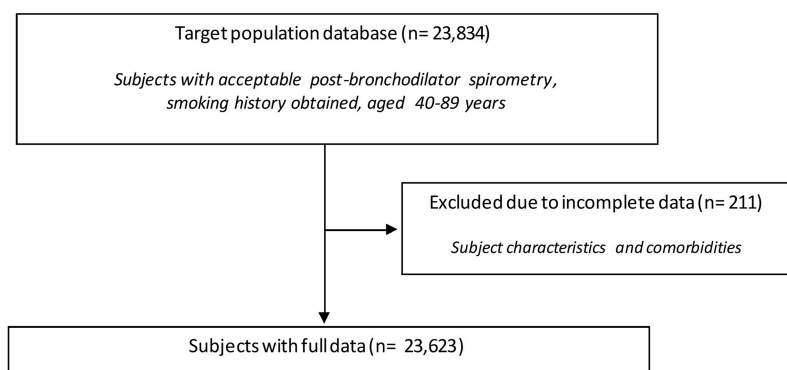 Target population database (n= 23,834)
Subjects with acceptable post-bronchodilator spirometry,
smoking history obtained, aged 40-89 years
Excluded due to incomplete data (n= 211)
Subject characteristics and comorbidities
Subjects with full data (n= 23,623)